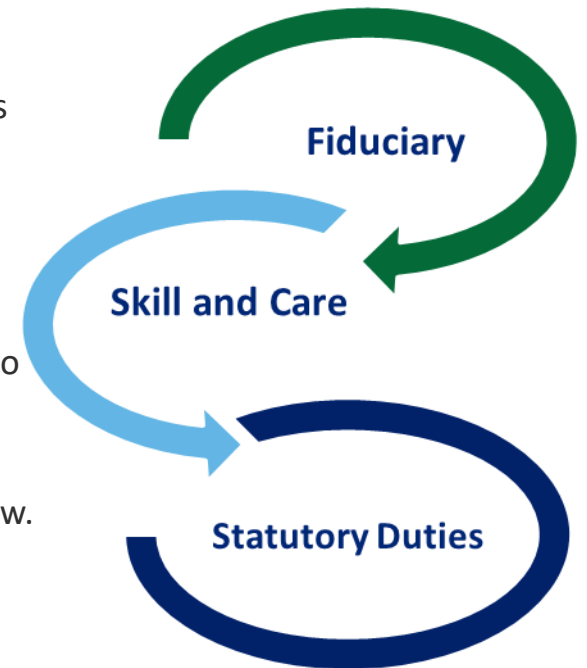 s
Fiduciary
Skill and Care
o
w.
Statutory Duties